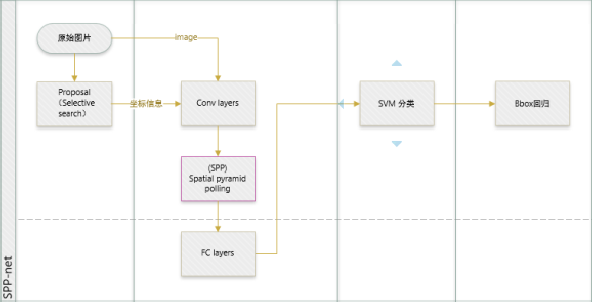 原始图片
Image
Proposal
（Selective
search）
坐标信息
Conv layers
SVM 分类
Bbox回归
(SPP)
Spatial pyramid
polling
FC layers
SPP-net